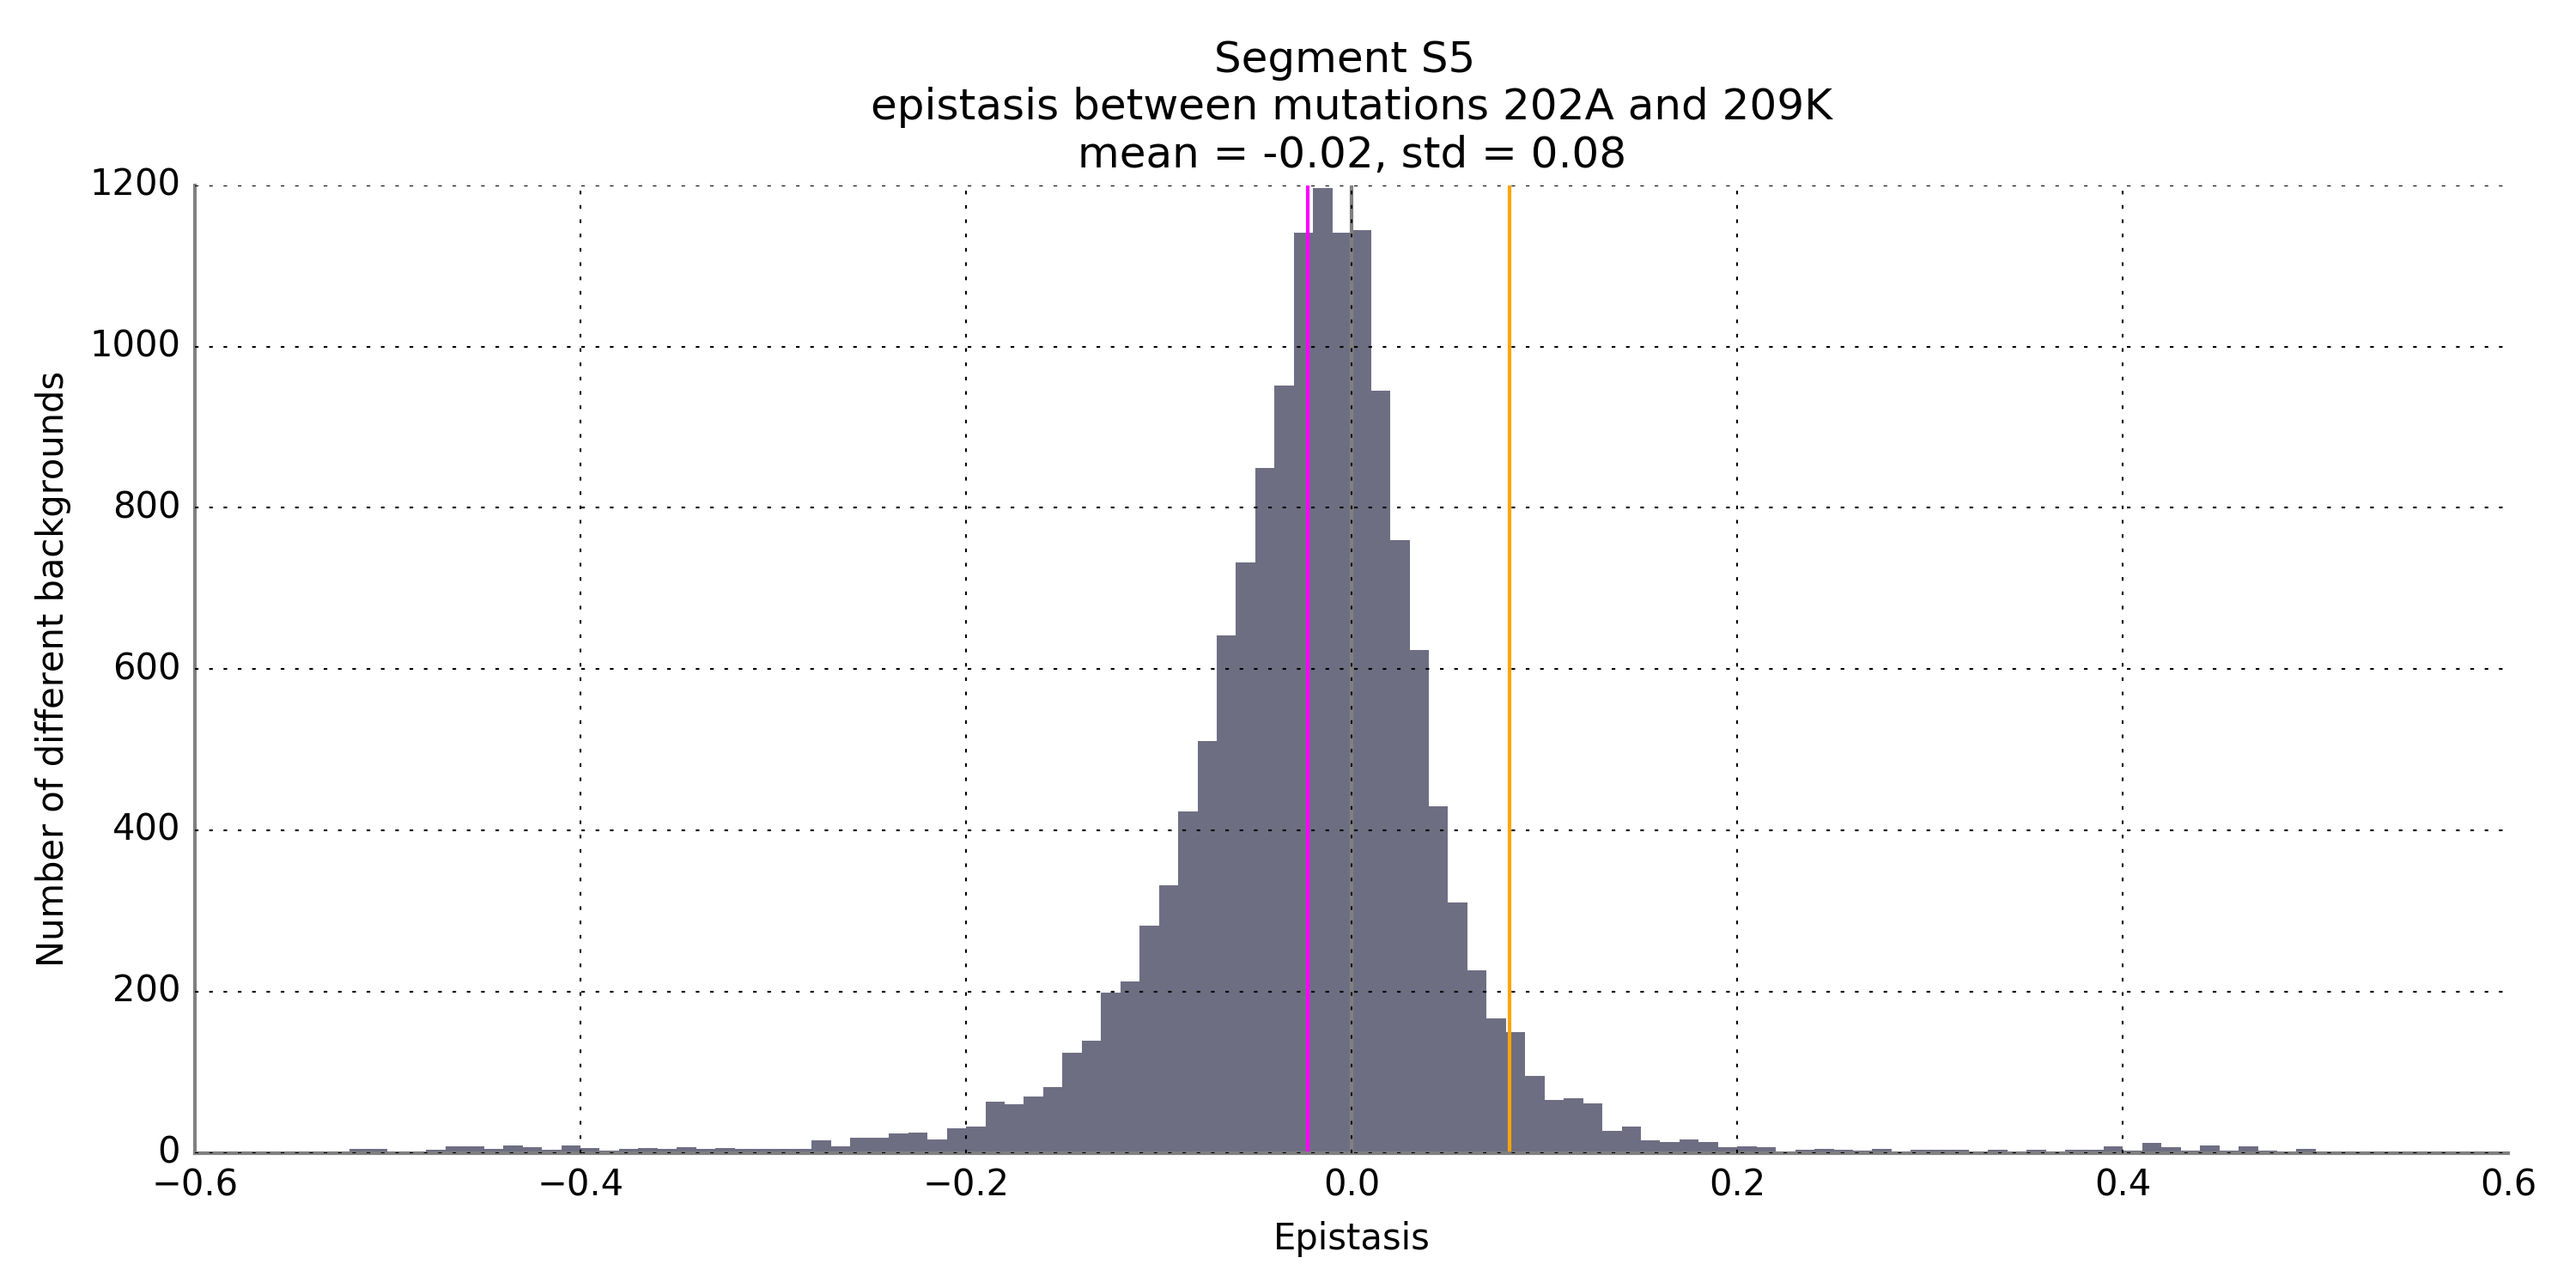 Segment S5
epistasis between mutations 202A and 209K
mean = -0.02, std = 0.08
1200
1000
800
600
400
200
0
Number of different backgrounds
−0.6
−0.4
−0.2
0.0
0.2
0.4
0.6
Epistasis